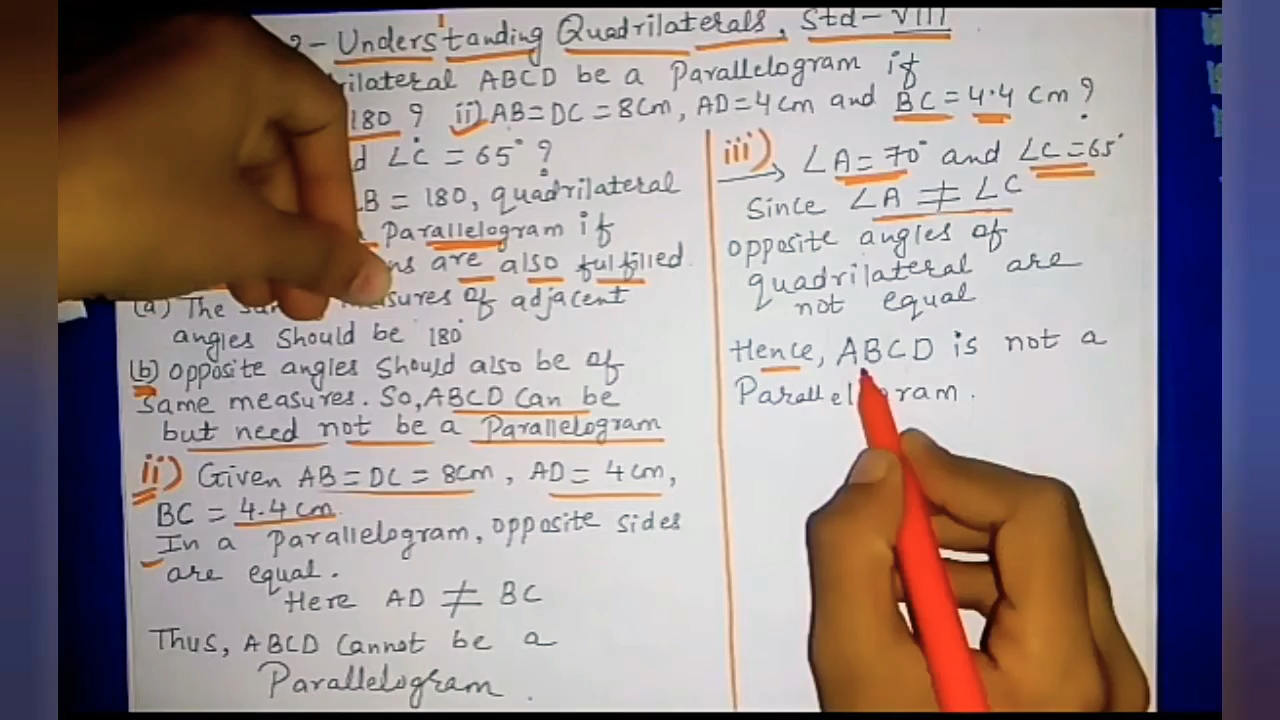 - Understanding Quadrilaterals, Std- VIII
ABCD be a Parallelogram if
180 ? ii) AB = DC = 8cm, AD = 4cm and BC = 4.4 cm ?
∠C = 65° ?
= 180, quadrilateral
Parallelogram if
are also fulfilled.
(a) The of adjacent
angles Should be 180°
(b) opposite angles Should also be of
Same measures. So, ABCD Can be
but need not be a Parallelogram
ii) Given AB = DC = 8cm, AD = 4 cm,
BC = 4.4 cm.
In a parallelogram, opposite sides
are equal.
Here AD ≠ BC
Thus, ABCD Cannot be a
Parallelogram.
iii) → ∠A = 70° and ∠C = 65°
Since ∠A ≠ ∠C
opposite angles of
quadrilateral are
not equal
Hence, ABCD is not a